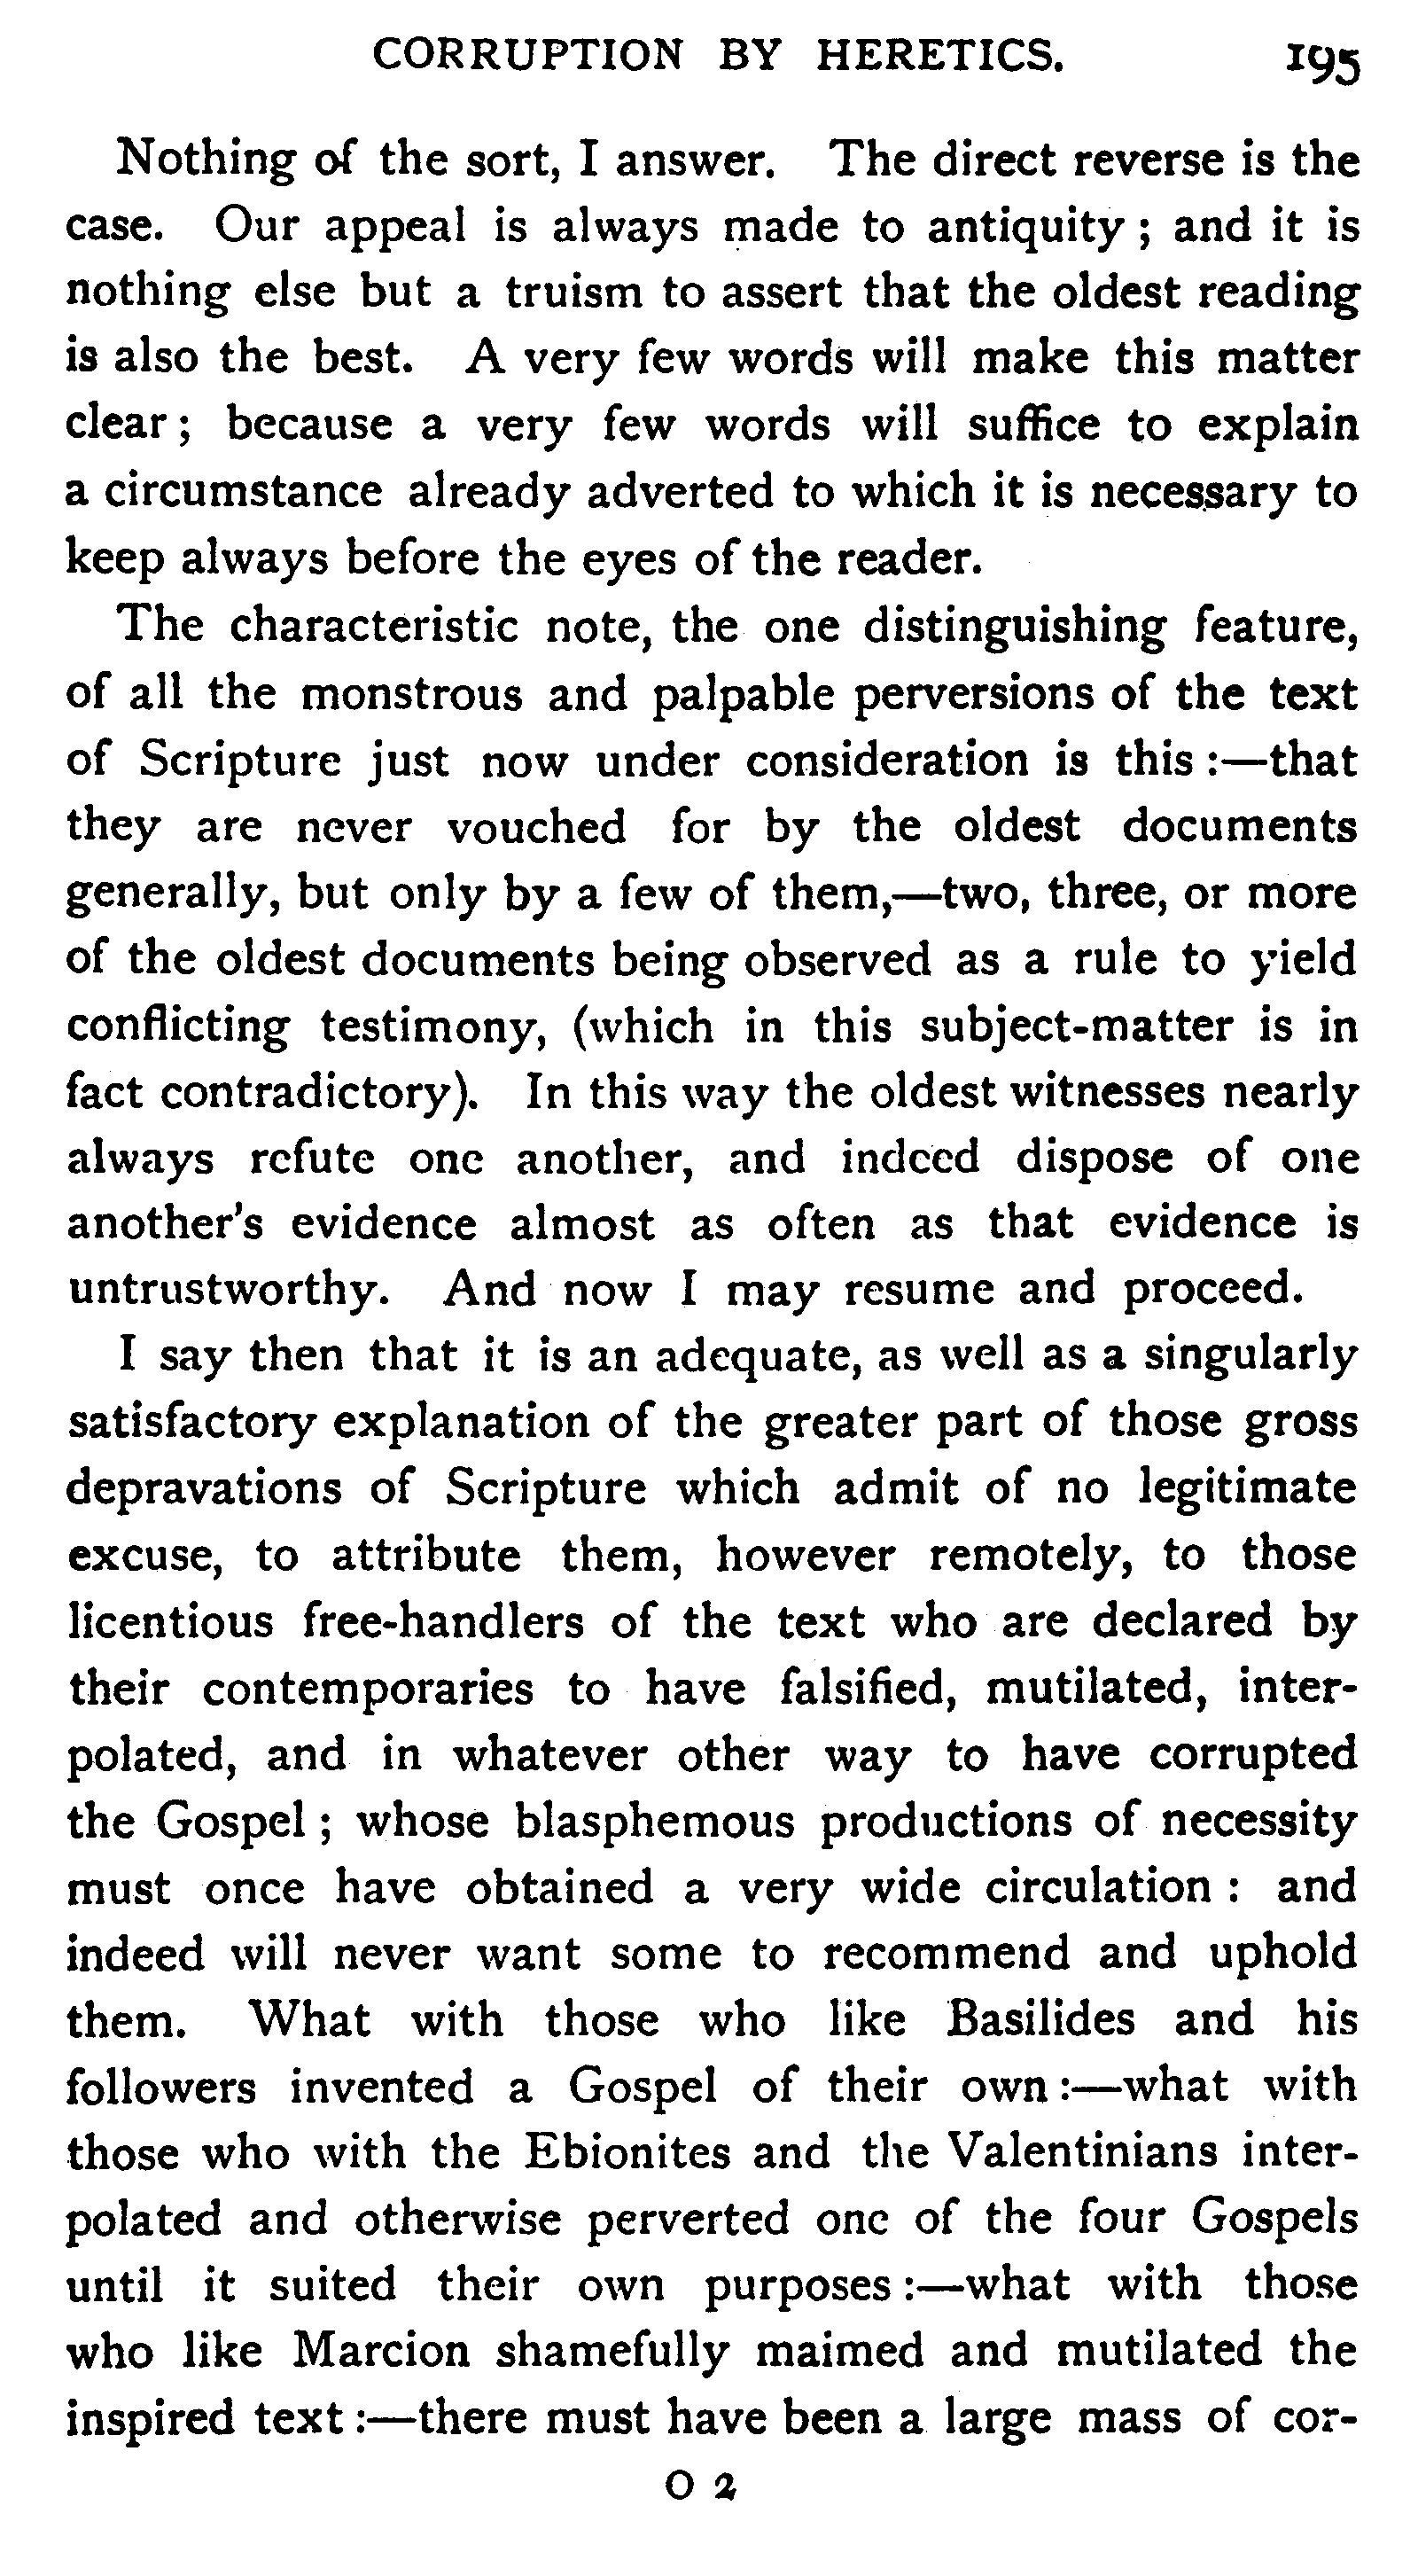 CORRUPTION BY HERETICS. 195
Nothing of the sort, I answer. The direct reverse is the
case. Our appeal is always made to antiquity ; and it is
nothing else but a truism to assert that the oldest reading
is also the best. A very few words will make this matter
clear ; because a very few words will suffice to explain
a circumstance already adverted to which it is necessary to
keep always before the eyes of the reader.
The characteristic note, the one distinguishing feature,
of all the monstrous and palpable perversions of the text
of Scripture just now under consideration is this :—that
they are never vouched for by the oldest documents
generally, but only by a few of them,—two, three, or more
of the oldest documents being observed as a rule to yield
conflicting testimony, (which in this subject-matter is in
fact contradictory). In this way the oldest witnesses nearly
always refute one another, and indeed dispose of one
another's evidence almost as often as that evidence is
untrustworthy. And now I may resume and proceed.
I say then that it is an adequate, as well as a singularly
satisfactory explanation of the greater part of those gross
depravations of Scripture which admit of no legitimate
excuse, to attribute them, however remotely, to those
licentious free-handlers of the text who are declared by
their contemporaries to have falsified, mutilated, inter-
polated, and in whatever other way to have corrupted
the Gospel ; whose blasphemous productions of necessity
must once have obtained a very wide circulation : and
indeed will never want some to recommend and uphold
them. What with those who like Basilides and his
followers invented a Gospel of their own :—what with
those who with the Ebionites and the Valentinians inter-
polated and otherwise perverted one of the four Gospels
until it suited their own purposes :—what with those
who like Marcion shamefully maimed and mutilated the
inspired text :—there must have been a large mass of cor-
O 2